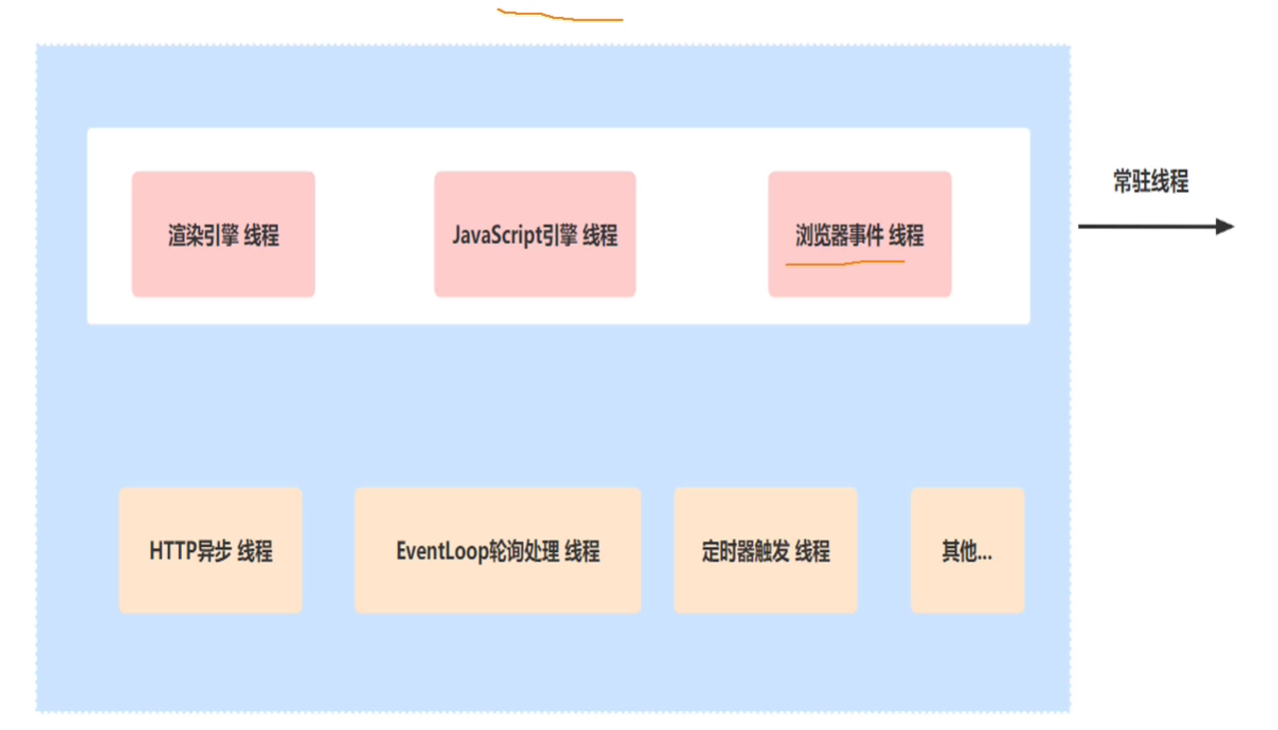 常驻线程
渲染引擎 线程
JavaScript引擎 线程
浏览器事件 线程
HTTP异步 线程
EventLoop轮询处理 线程
定时器触发 线程
其他...